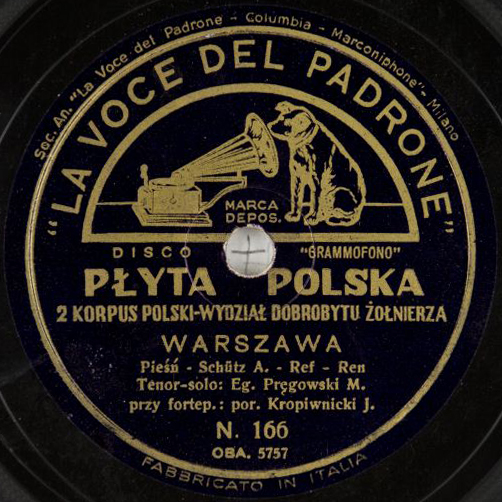 Soc. An. "La Voce del Padrone - Columbia - Marconiphone" - Milano
"LA VOCE DEL PADRONE"
MARCA
DEPOS.
DISCO "GRAMMOFONO"
PŁYTA POLSKA
2 KORPUS POLSKI-WYDZIAŁ DOBROBYTU ŻOŁNIERZA
WARSZAWA
Pieśń - Schütz A. - Ref - Ren
Tenor-solo: Eg. Pręgowski M.
przy fortep.: por. Kropiwnicki J.
N. 166
OBA. 5757
FABBRICATO IN ITALIA